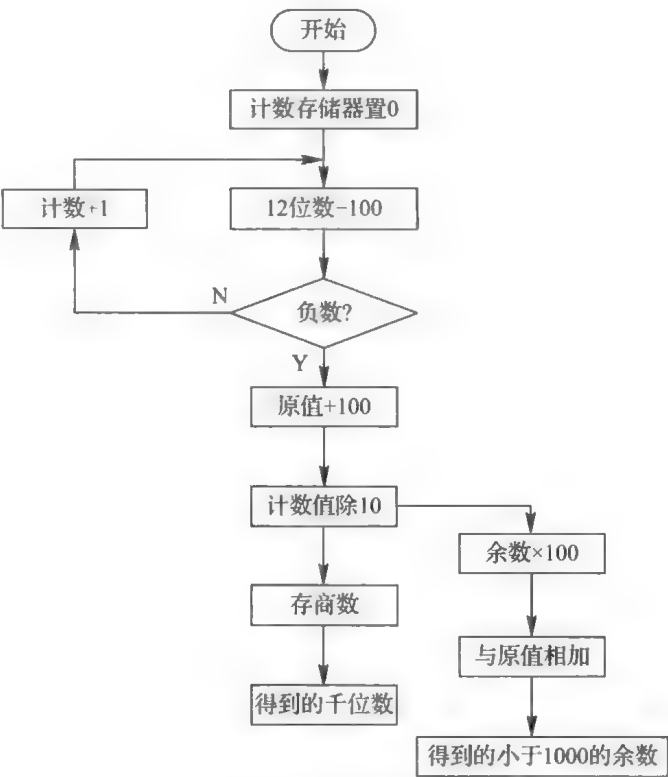 开始
计数存储器置0
计数+1
12位数-100
N
负数?
Y
原值+100
计数值除10
余数×100
存商数
与原值相加
得到的千位数
得到的小于1000的余数